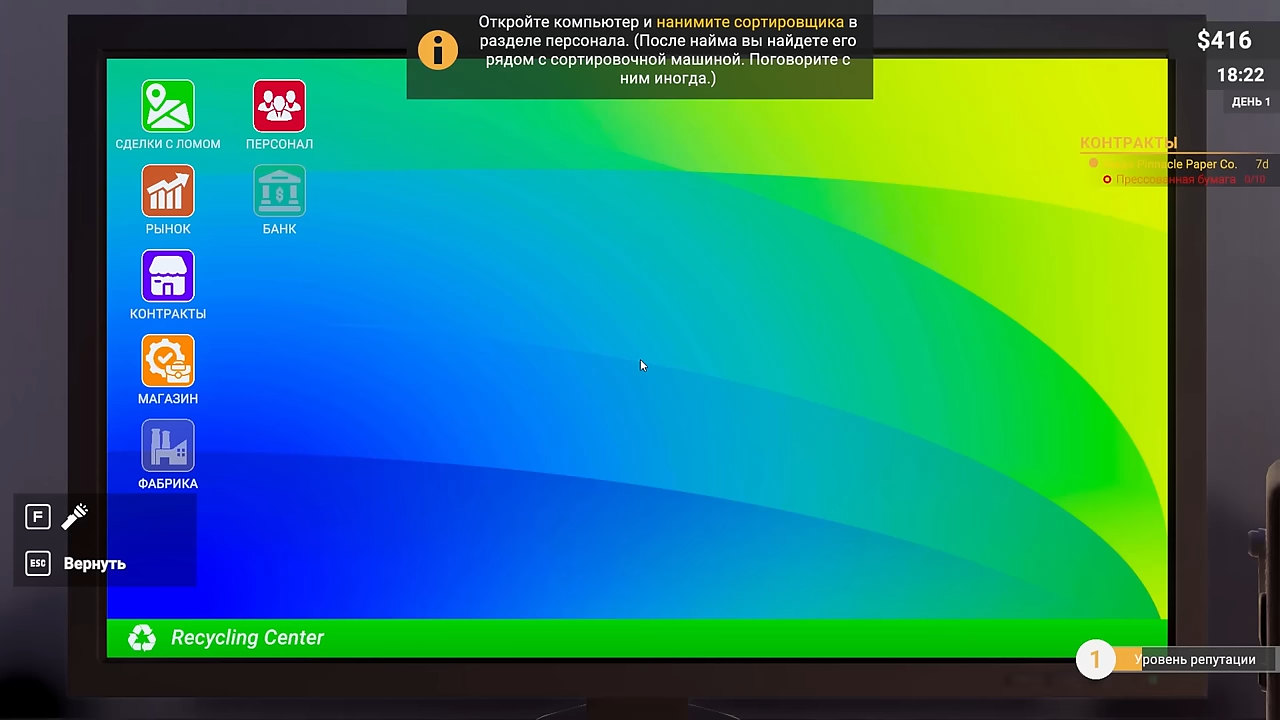 Откройте компьютер и нанимите сортировщика в
разделе персонала. (После найма вы найдете его
рядом с сортировочной машиной. Поговорите с
ним иногда.)
$416
18:22
ДЕНЬ 1
СДЕЛКИ С ЛОМОМ
ПЕРСОНАЛ
КОНТРАКТЫ
Pinnacle Paper Co. 7d
Прессованная бумага 0/10
РЫНОК
БАНК
КОНТРАКТЫ
МАГАЗИН
ФАБРИКА
F
ESC Вернуть
Recycling Center
1 Уровень репутации